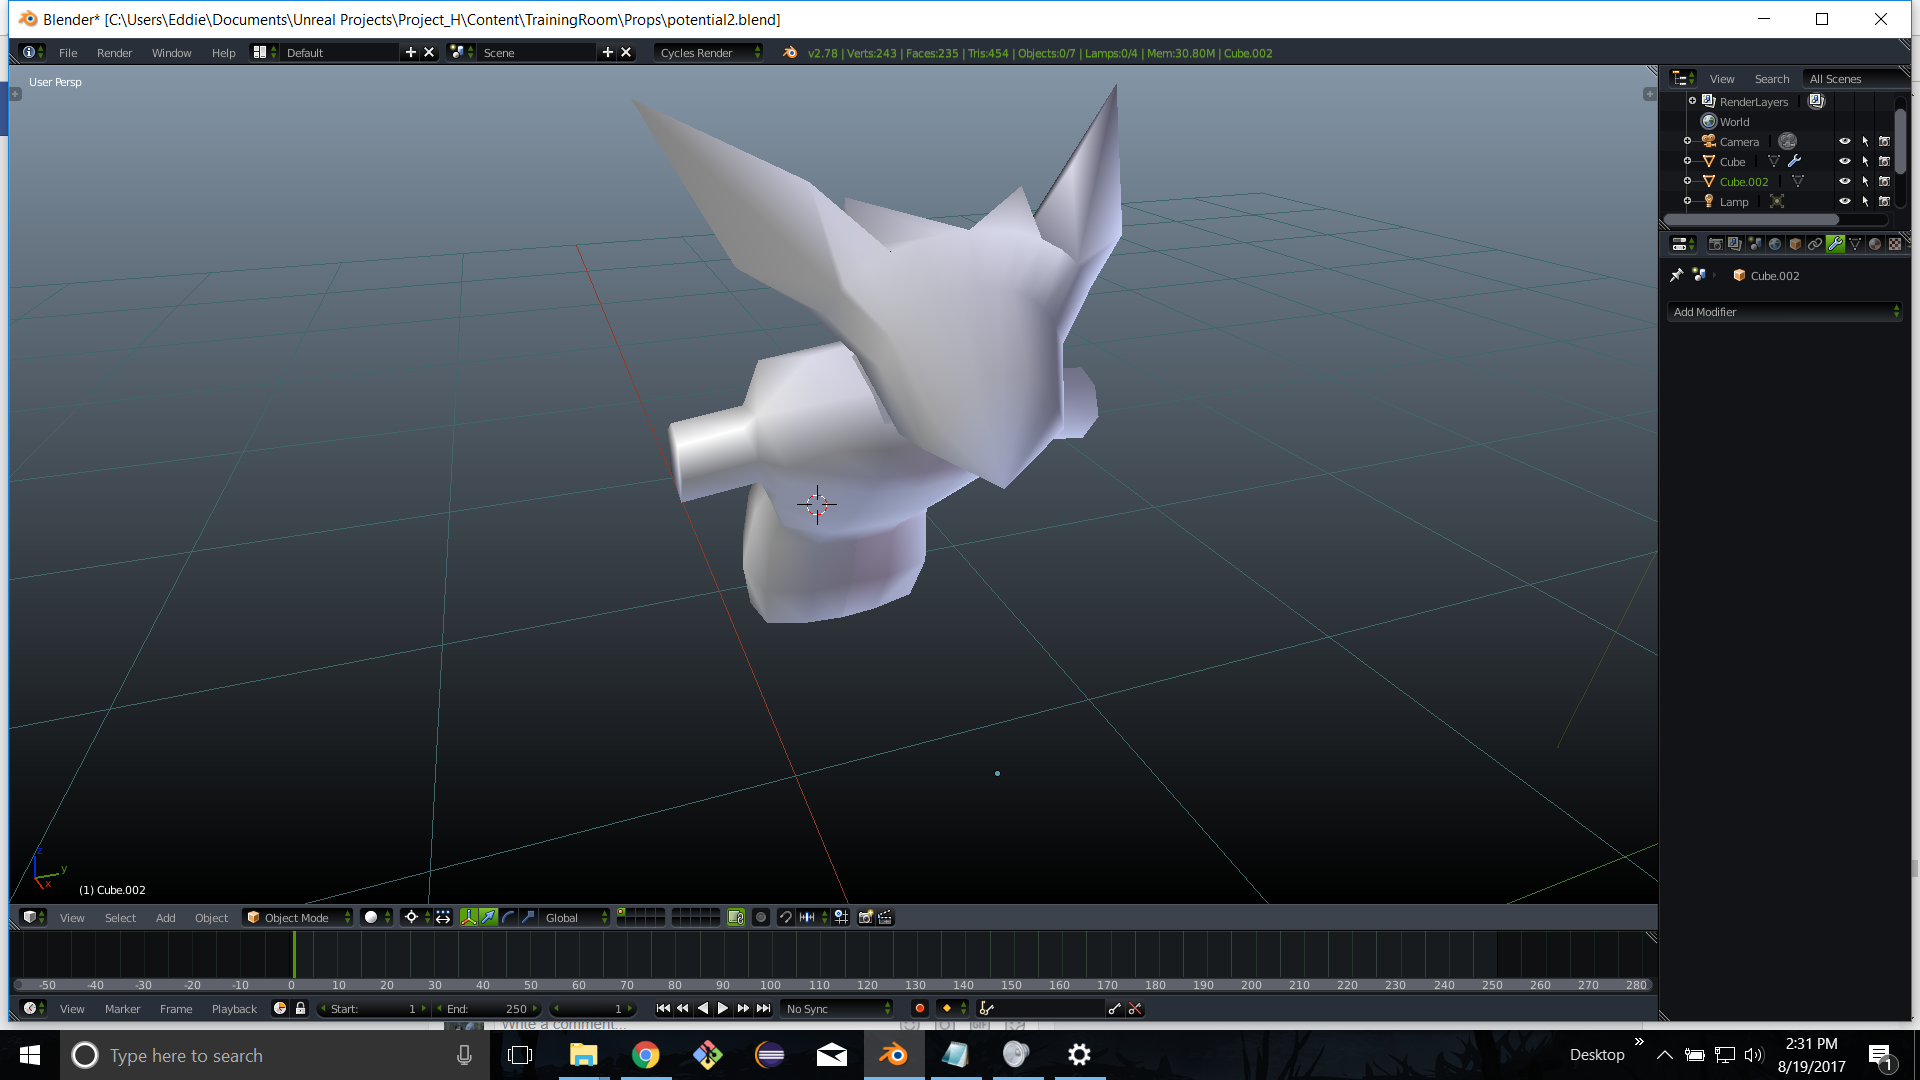 Blender* [C:\Users\Eddie\Documents\Unreal Projects\Project_H\Content\TrainingRoom\Props\potential2.blend]
File Render Window Help Default Scene Cycles Render v2.78 | Verts:243 | Faces:235 | Tris:454 | Objects:0/7 | Lamps:0/4 | Mem:30.80M | Cube.002
User Persp
View Search All Scenes
RenderLayers
World
Camera
Cube
Cube.002
Lamp
Cube.002
Add Modifier
z
y
x
(1) Cube.002
View Select Add Object Object Mode Global
-50 -40 -30 -20 -10 0 10 20 30 40 50 60 70 80 90 100 110 120 130 140 150 160 170 180 190 200 210 220 230 240 250 260 270 280
View Marker Frame Playback Start: 1 End: 250 1 No Sync
Write a comment...
Type here to search
Desktop
2:31 PM
8/19/2017
1